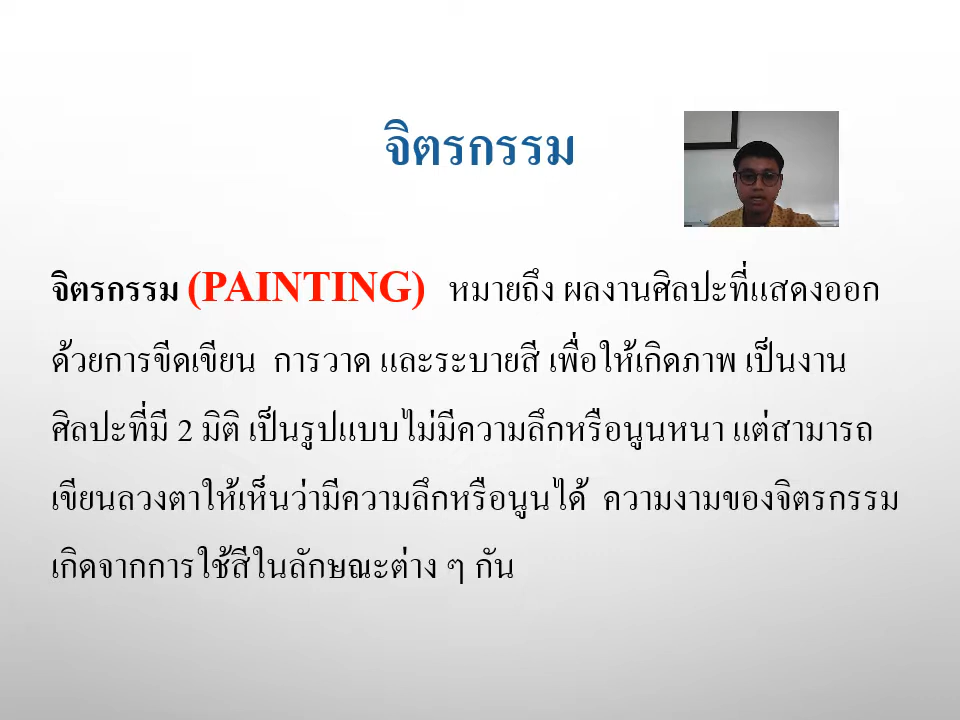 จิตรกรรม
จิตรกรรม (PAINTING) หมายถึง ผลงานศิลปะที่แสดงออก
ด้วยการขีดเขียน การวาด และระบายสี เพื่อให้เกิดภาพ เป็นงาน
ศิลปะที่มี 2 มิติ เป็นรูปแบบไม่มีความลึกหรือนูนหนา แต่สามารถ
เขียนลวงตาให้เห็นว่ามีความลึกหรือนูนได้ ความงามของจิตรกรรม
เกิดจากการใช้สีในลักษณะต่าง ๆ กัน